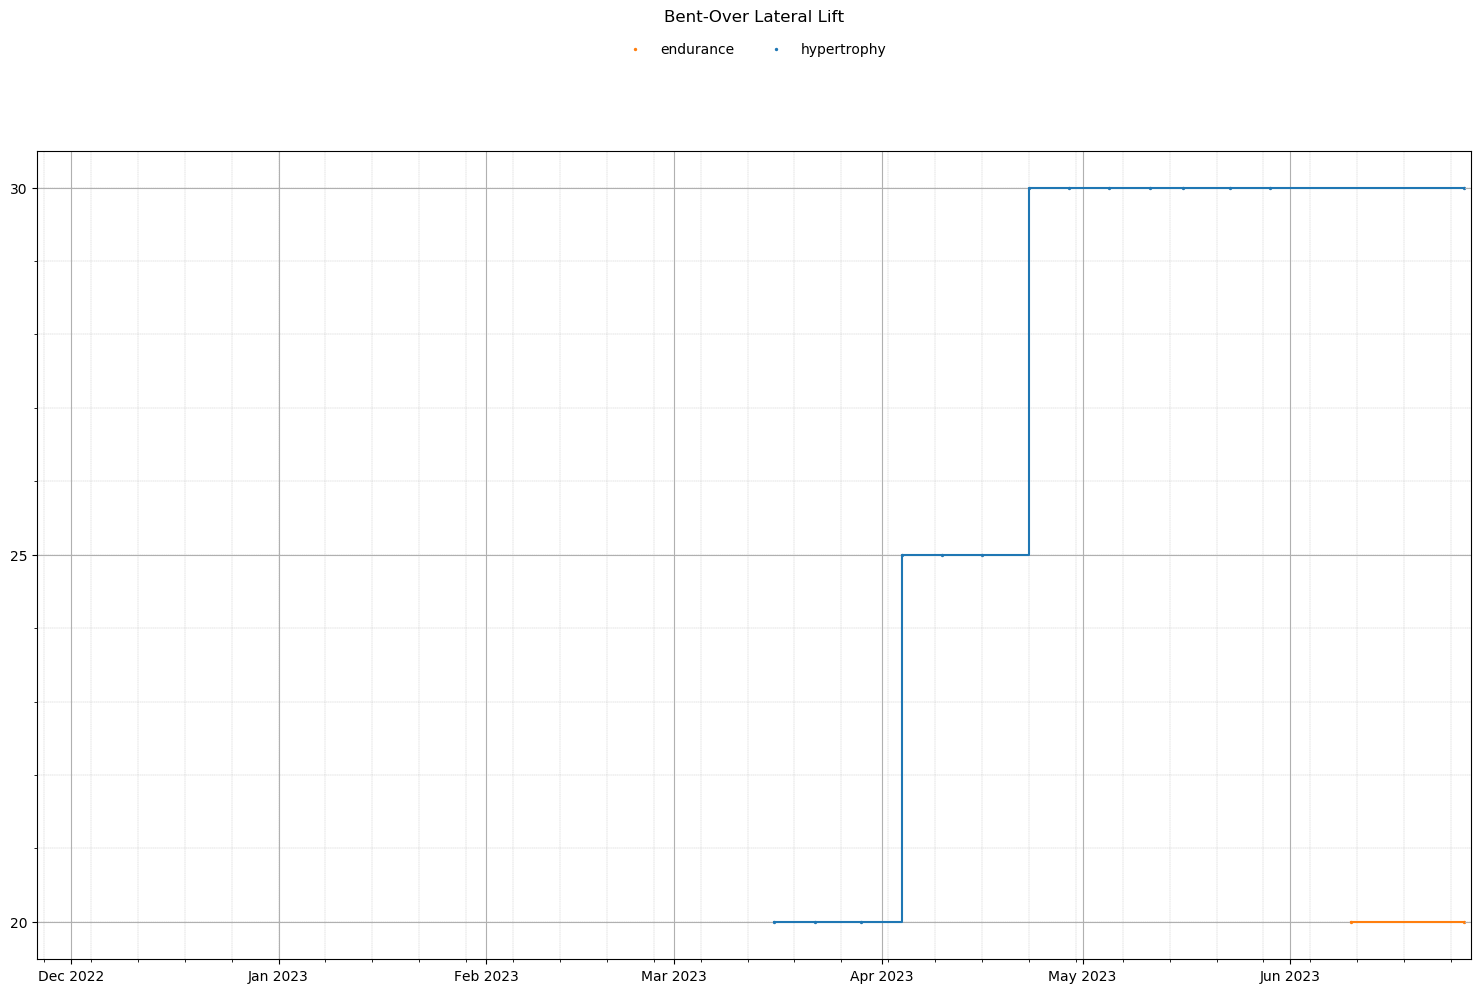 Bent-Over Lateral Lift
endurance hypertrophy
30
25
20
Dec 2022 Jan 2023 Feb 2023 Mar 2023 Apr 2023 May 2023 Jun 2023